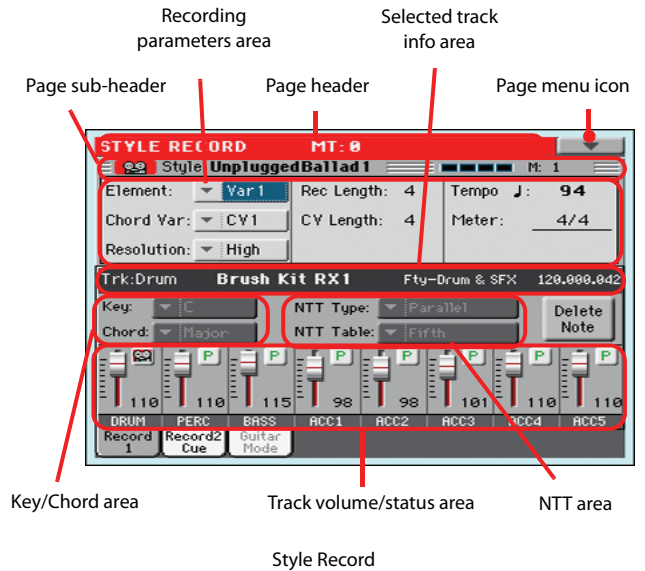 Recording
parameters area
Selected track
info area
Page sub-header
Page header
Page menu icon
STYLE RECORD MT: 0
Style UnpluggedBallad1 M: 1
Element: Var1 Rec Length: 4 Tempo ♩: 94
Chord Var: CV1 CV Length: 4 Meter: 4/4
Resolution: High
Trk:Drum Brush Kit RX1 Fty-Drum & SFX 120.000.042
Key: C NTT Type: Parallel Delete
Chord: Major NTT Table: Fifth Note
P P P P P P P
110 110 115 98 98 101 110 110
DRUM PERC BASS ACC1 ACC2 ACC3 ACC4 ACC5
Record Record2 Guitar
1 Cue Mode
Key/Chord area
Track volume/status area
NTT area
Style Record